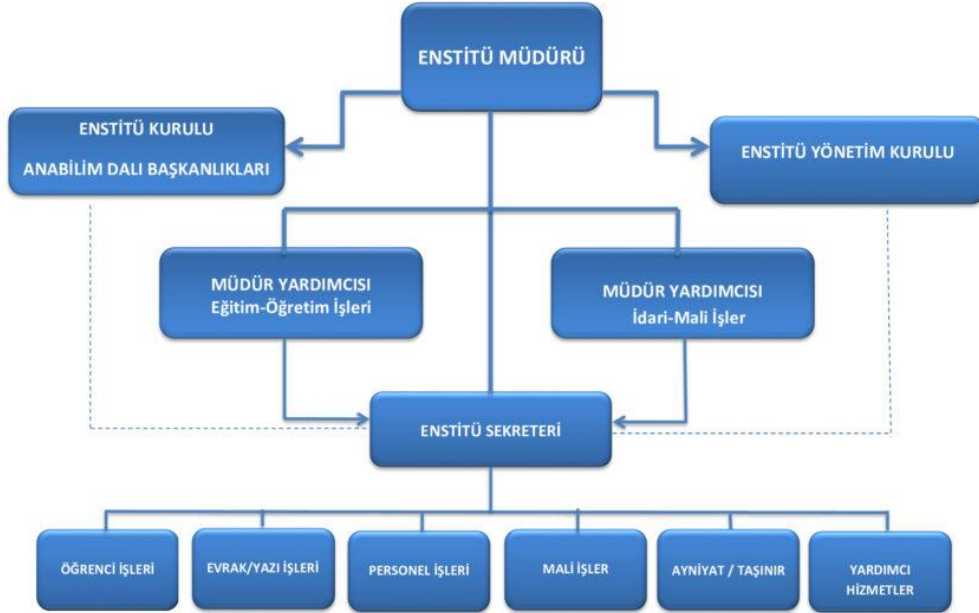 ENSTİTÜ MÜDÜRÜ
ENSTİTÜ KURULU
ANABİLİM DALI BAŞKANLIKLARI
ENSTİTÜ YÖNETİM KURULU
MÜDÜR YARDIMCISI
Eğitim-Öğretim İşleri
MÜDÜR YARDIMCISI
İdari-Mali İşler
ENSTİTÜ SEKRETERİ
ÖĞRENCİ İŞLERİ
EVRAK/YAZI İŞLERİ
PERSONEL İŞLERİ
MALİ İŞLER
AYNİYAT / TAŞINIR
YARDIMCI
HİZMETLER